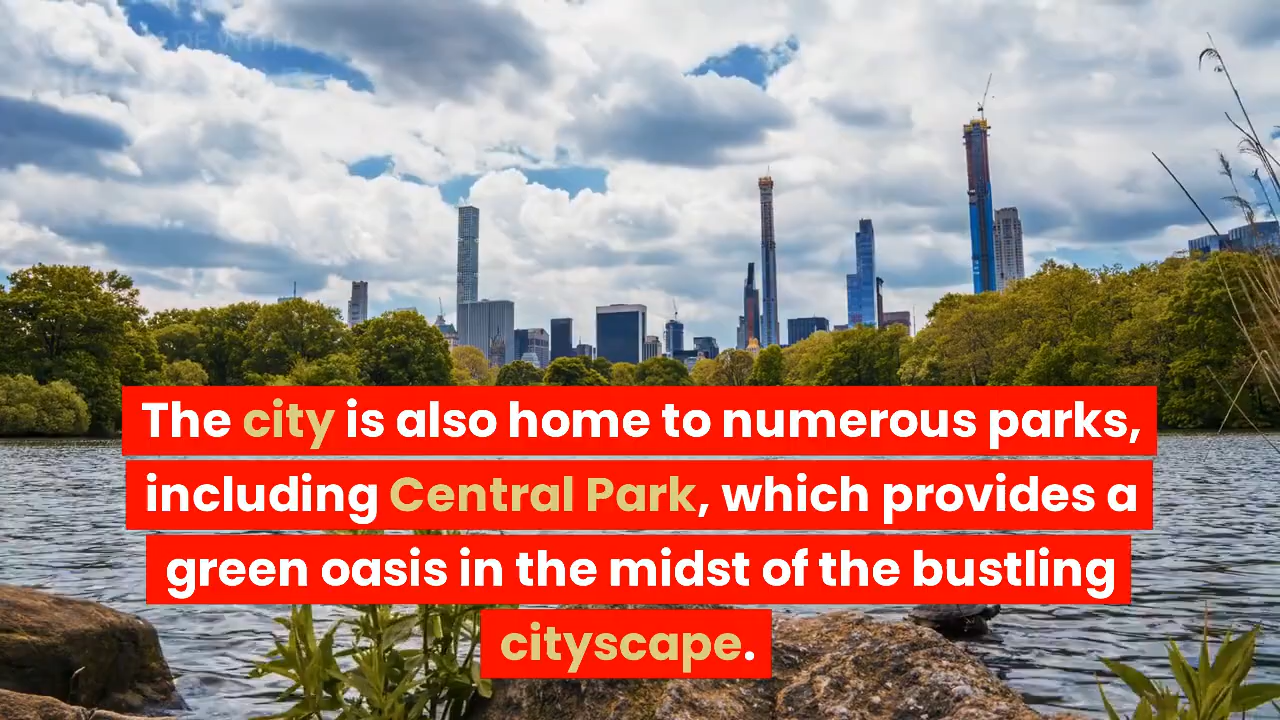 The city is also home to numerous parks,
including Central Park, which provides a
green oasis in the midst of the bustling
cityscape.